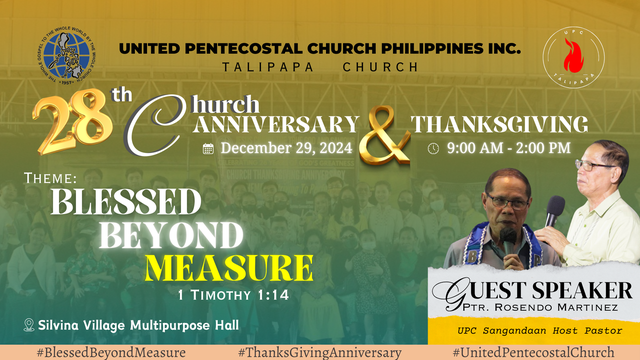 UNITED PENTECOSTAL CHURCH PHILIPPINES INC.
TALIPAPA CHURCH
UPC
TALIPAPA
28th Church
ANNIVERSARY & THANKSGIVING
December 29, 2024
9:00 AM - 2:00 PM
THEME:
BLESSED
BEYOND
MEASURE
1 TIMOTHY 1:14
Silvina Village Multipurpose Hall
GUEST SPEAKER
PTR. ROSENDO MARTINEZ
UPC Sangandaan Host Pastor
#BlessedBeyondMeasure #ThanksGivingAnniversary #UnitedPentecostalChurch